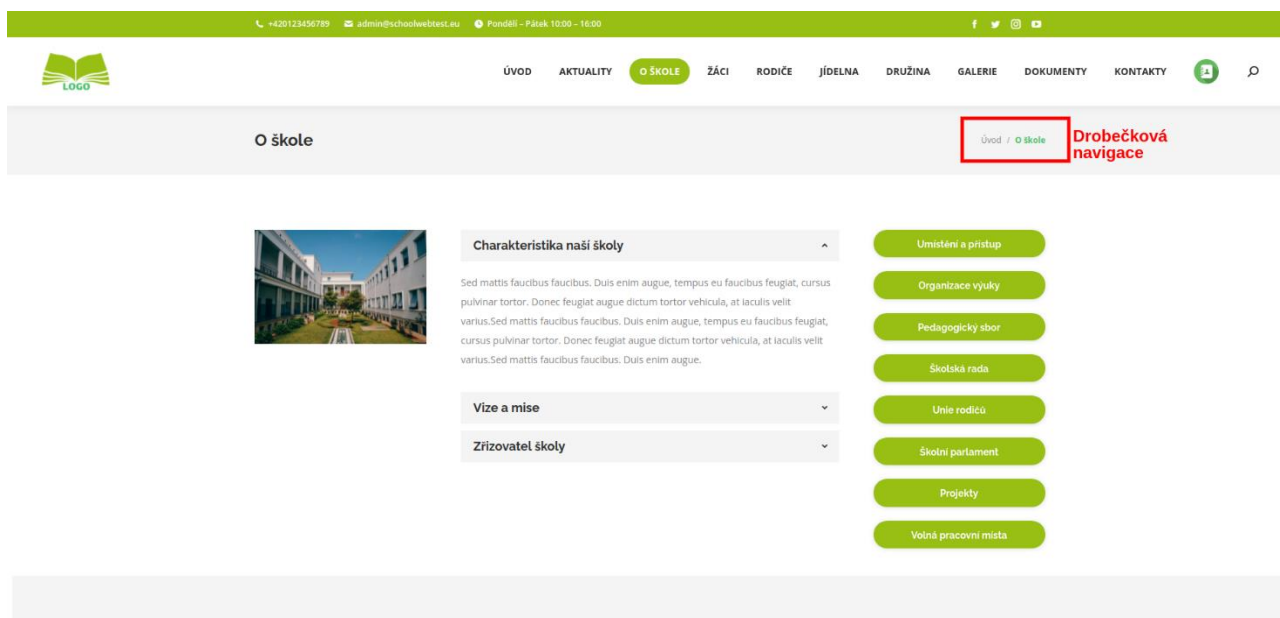 +420123456789 admin@schoolwebtest.eu Pondělí – Pátek 10:00 – 16:00
LOGO
ÚVOD AKTUALITY O ŠKOLE ŽÁCI RODIČE JÍDELNA DRUŽINA GALERIE DOKUMENTY KONTAKTY
O škole
Úvod / O škole
Drobečková
navigace
Charakteristika naší školy
Sed mattis faucibus faucibus. Duis enim augue, tempus eu faucibus feugiat, cursus
pulvinar tortor. Donec feugiat augue dictum tortor vehicula, at iaculis velit
varius.Sed mattis faucibus faucibus. Duis enim augue, tempus eu faucibus feugiat,
cursus pulvinar tortor. Donec feugiat augue dictum tortor vehicula, at iaculis velit
varius.Sed mattis faucibus faucibus. Duis enim augue.
Vize a mise
Zřizovatel školy
Umístění a přístup
Organizace výuky
Pedagogický sbor
Školská rada
Unie rodičů
Školní parlament
Projekty
Volná pracovní místa